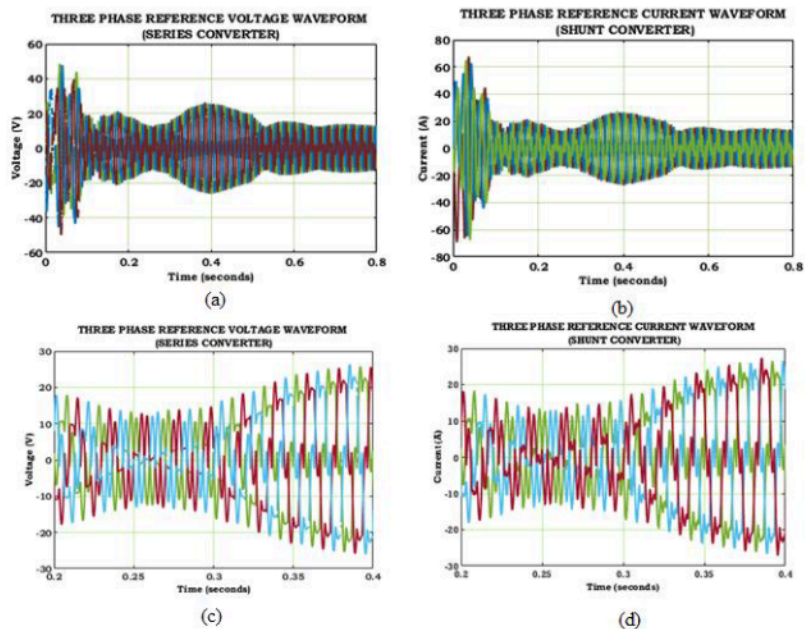 THREE PHASE REFERENCE VOLTAGE WAVEFORM
(SERIES CONVERTER)
60
40
20
0
-20
-40
-60
Voltage (V)
0
0.2
0.4
0.6
0.8
Time (seconds)
(a)
THREE PHASE REFERENCE CURRENT WAVEFORM
(SHUNT CONVERTER)
80
60
40
20
0
-20
-40
-60
-80
Current (A)
0
0.2
0.4
0.6
0.8
Time (seconds)
(b)
THREE PHASE REFERENCE VOLTAGE WAVEFORM
(SERIES CONVERTER)
30
20
10
0
-10
-20
-30
Voltage (V)
0.2
0.25
0.3
0.35
0.4
Time (seconds)
(c)
THREE PHASE REFERENCE CURRENT WAVEFORM
(SHUNT CONVERTER)
30
20
10
0
-10
-20
-30
Current (A)
0.2
0.25
0.3
0.35
0.4
Time (seconds)
(d)